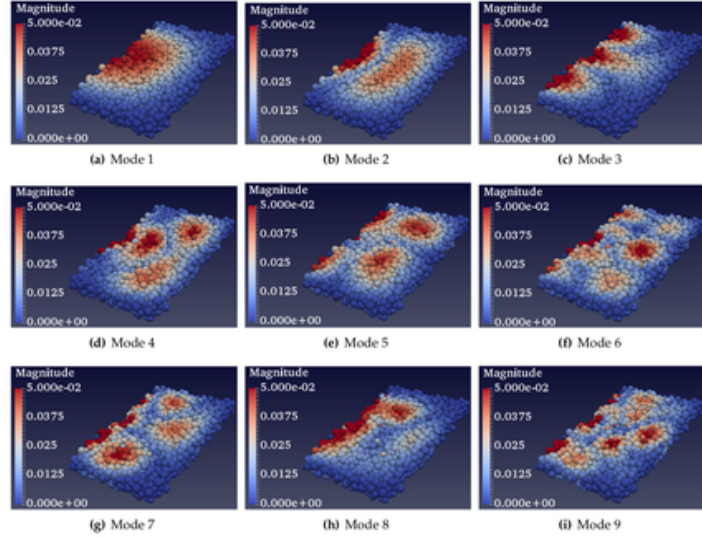 Magnitude
5.000e-02
0.0375
0.025
0.0125
0.000e+00
(a) Mode 1
Magnitude
5.000e-02
0.0375
0.025
0.0125
0.000e+00
(b) Mode 2
Magnitude
5.000e-02
0.0375
0.025
0.0125
0.000e+00
(c) Mode 3
Magnitude
5.000e-02
0.0375
0.025
0.0125
0.000e+00
(d) Mode 4
Magnitude
5.000e-02
0.0375
0.025
0.0125
0.000e+00
(e) Mode 5
Magnitude
5.000e-02
0.0375
0.025
0.0125
0.000e+00
(f) Mode 6
Magnitude
5.000e-02
0.0375
0.025
0.0125
0.000e+00
(g) Mode 7
Magnitude
5.000e-02
0.0375
0.025
0.0125
0.000e+00
(h) Mode 8
Magnitude
5.000e-02
0.0375
0.025
0.0125
0.000e+00
(i) Mode 9